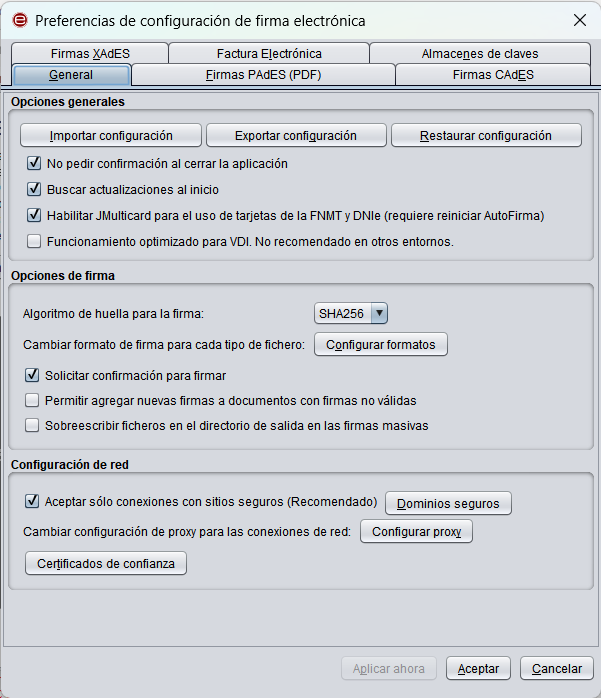 Preferencias de configuración de firma electrónica
Firmas XAdES
Factura Electrónica
Almacenes de claves
General
Firmas PAdES (PDF)
Firmas CAdES
Opciones generales
Importar configuración
Exportar configuración
Restaurar configuración
No pedir confirmación al cerrar la aplicación
Buscar actualizaciones al inicio
Habilitar JMulticard para el uso de tarjetas de la FNMT y DNIe (requiere reiniciar AutoFirma)
Funcionamiento optimizado para VDI. No recomendado en otros entornos.
Opciones de firma
Algoritmo de huella para la firma:
SHA256
Cambiar formato de firma para cada tipo de fichero:
Configurar formatos
Solicitar confirmación para firmar
Permitir agregar nuevas firmas a documentos con firmas no válidas
Sobreescribir ficheros en el directorio de salida en las firmas masivas
Configuración de red
Aceptar sólo conexiones con sitios seguros (Recomendado)
Dominios seguros
Cambiar configuración de proxy para las conexiones de red:
Configurar proxy
Certificados de confianza
Aplicar ahora
Aceptar
Cancelar